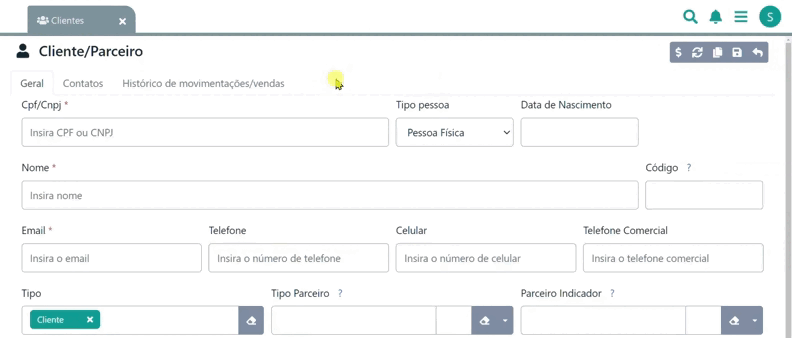 Clientes
S
Cliente/Parceiro
$
Geral Contatos Histórico de movimentações/vendas
Cpf/Cnpj * Tipo pessoa Data de Nascimento
Insira CPF ou CNPJ Pessoa Física
Nome * Código ?
Insira nome
Email * Telefone Celular Telefone Comercial
Insira o email Insira o número de telefone Insira o número de celular Insira o telefone comercial
Tipo Tipo Parceiro ? Parceiro Indicador ?
Cliente